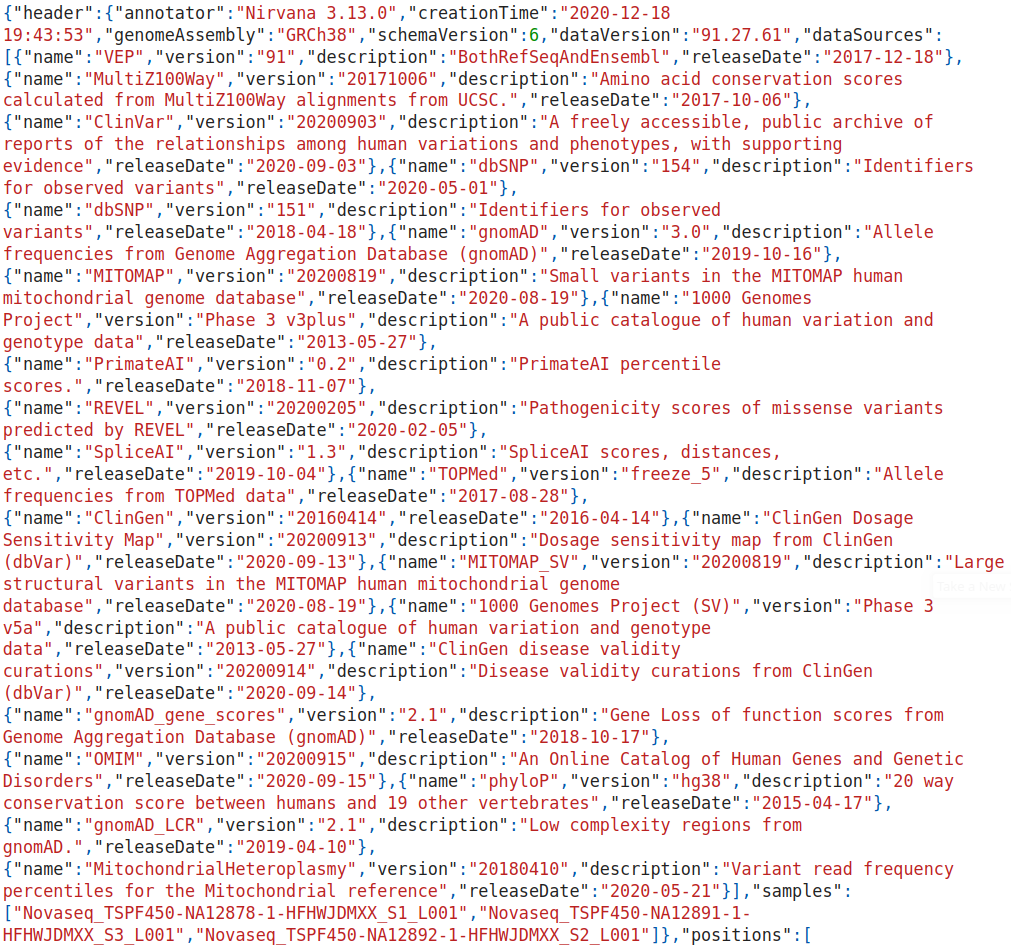 {"header":{"annotator":"Nirvana 3.13.0","creationTime":"2020-12-18
19:43:53","genomeAssembly":"GRCh38","schemaVersion":6,"dataVersion":"91.27.61","dataSources":
[{"name":"VEP","version":"91","description":"BothRefSeqAndEnsembl","releaseDate":"2017-12-18"},
{"name":"MultiZ100Way","version":"20171006","description":"Amino acid conservation scores
calculated from MultiZ100Way alignments from UCSC.","releaseDate":"2017-10-06"},
{"name":"ClinVar","version":"20200903","description":"A freely accessible, public archive of
reports of the relationships among human variations and phenotypes, with supporting
evidence","releaseDate":"2020-09-03"},{"name":"dbSNP","version":"154","description":"Identifiers
for observed variants","releaseDate":"2020-05-01"},
{"name":"dbSNP","version":"151","description":"Identifiers for observed
variants","releaseDate":"2018-04-18"},{"name":"gnomAD","version":"3.0","description":"Allele
frequencies from Genome Aggregation Database (gnomAD)","releaseDate":"2019-10-16"},
{"name":"MITOMAP","version":"20200819","description":"Small variants in the MITOMAP human
mitochondrial genome database","releaseDate":"2020-08-19"},{"name":"1000 Genomes
Project","version":"Phase 3 v3plus","description":"A public catalogue of human variation and
genotype data","releaseDate":"2013-05-27"},
{"name":"PrimateAI","version":"0.2","description":"PrimateAI percentile
scores.","releaseDate":"2018-11-07"},
{"name":"REVEL","version":"20200205","description":"Pathogenicity scores of missense variants
predicted by REVEL","releaseDate":"2020-02-05"},
{"name":"SpliceAI","version":"1.3","description":"SpliceAI scores, distances,
etc.","releaseDate":"2019-10-04"},{"name":"TOPMed","version":"freeze_5","description":"Allele
frequencies from TOPMed data","releaseDate":"2017-08-28"},
{"name":"ClinGen","version":"20160414","releaseDate":"2016-04-14"},{"name":"ClinGen Dosage
Sensitivity Map","version":"20200913","description":"Dosage sensitivity map from ClinGen
(dbVar)","releaseDate":"2020-09-13"},{"name":"MITOMAP_SV","version":"20200819","description":"Large
structural variants in the MITOMAP human mitochondrial genome
Take a New
database","releaseDate":"2020-08-19"},{"name":"1000 Genomes Project (SV)","version":"Phase 3
v5a","description":"A public catalogue of human variation and genotype
data","releaseDate":"2013-05-27"},{"name":"ClinGen disease validity
curations","version":"20200914","description":"Disease validity curations from ClinGen
(dbVar)","releaseDate":"2020-09-14"},
{"name":"gnomAD_gene_scores","version":"2.1","description":"Gene Loss of function scores from
Genome Aggregation Database (gnomAD)","releaseDate":"2018-10-17"},
{"name":"OMIM","version":"20200915","description":"An Online Catalog of Human Genes and Genetic
Disorders","releaseDate":"2020-09-15"},{"name":"phyloP","version":"hg38","description":"20 way
conservation score between humans and 19 other vertebrates","releaseDate":"2015-04-17"},
{"name":"gnomAD_LCR","version":"2.1","description":"Low complexity regions from
gnomAD.","releaseDate":"2019-04-10"},
{"name":"MitochondrialHeteroplasmy","version":"20180410","description":"Variant read frequency
percentiles for the Mitochondrial reference","releaseDate":"2020-05-21"}],"samples":
["Novaseq_TSPF450-NA12878-1-HFHWJDMXX_S1_L001","Novaseq_TSPF450-NA12891-1-
HFHWJDMXX_S3_L001","Novaseq_TSPF450-NA12892-1-HFHWJDMXX_S2_L001"]},"positions":[